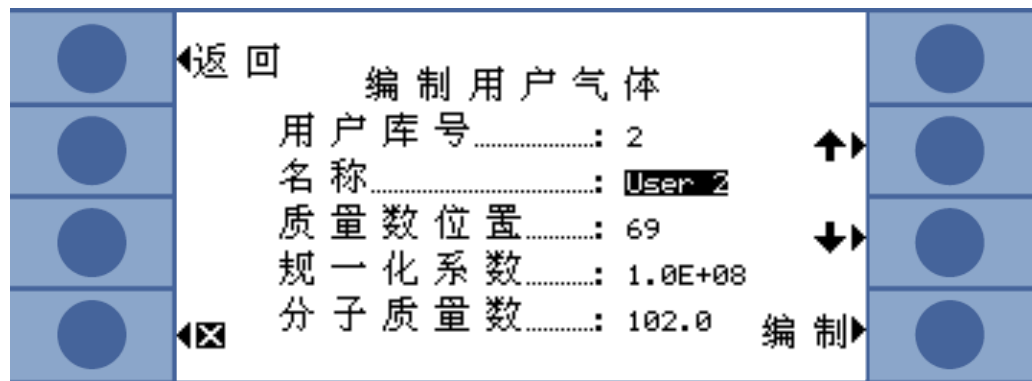 返回
编制用户气体
用户库号............: 2
名称............: User 2
质量数位置............: 69
规一化系数............: 1.0E+08
分子质量数............: 102.0
编制